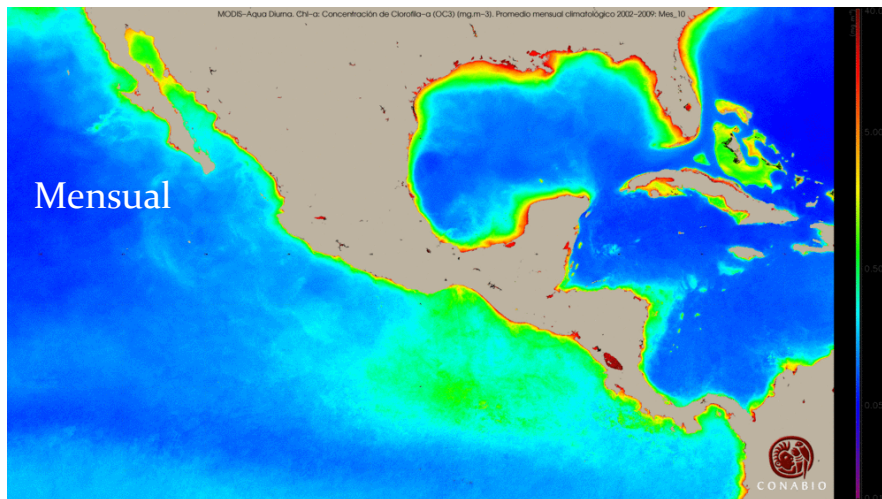 MODIS-Aqua Diurna. Chl-a: Concentración de Clorofila-a (OC3) (mg.m-3). Promedio mensual climatológico 2002-2009: Mes_10
Mensual
5.00
0.50
0.05
CONABIO